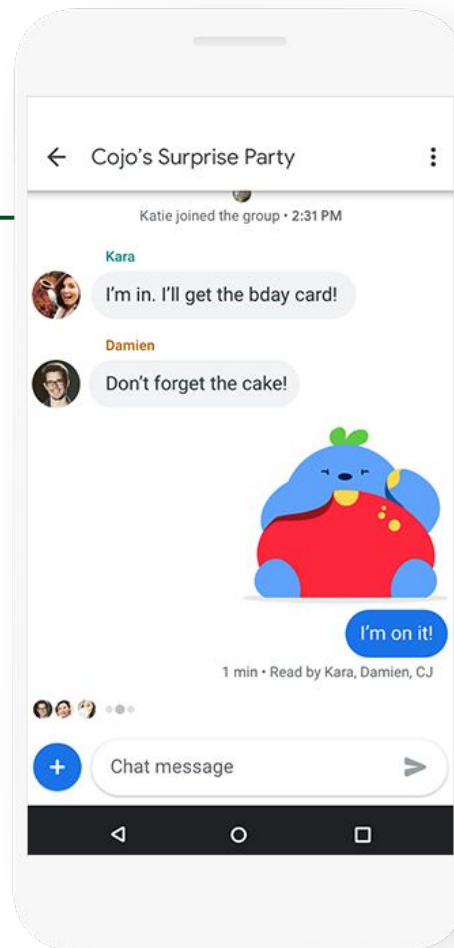 Cojo’s Surprise Party
Katie joined the group • 2:31 PM
Kara
I’m in. I’ll get the bday card!
Damien
Don’t forget the cake!
I’m on it!
1 min • Read by Kara, Damien, CJ
Chat message